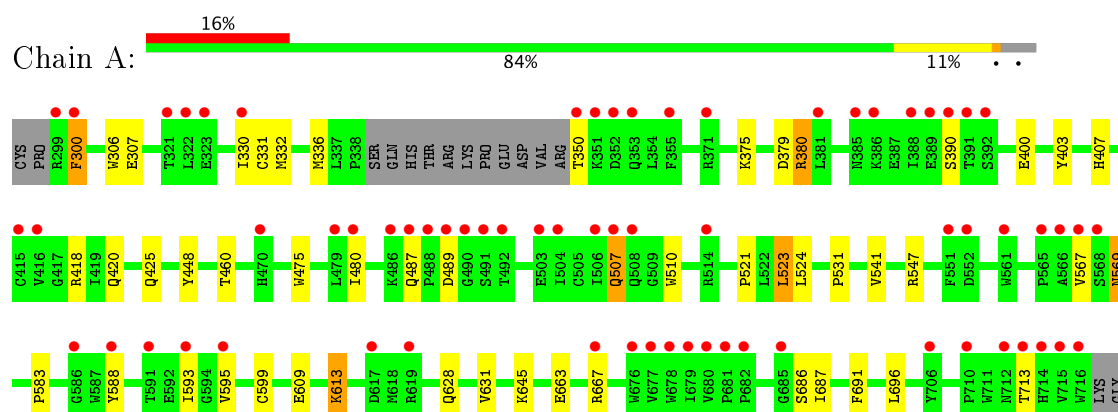 16%
Chain A:
84% 11% • •
CYS PRO R299 F300 W306 E307 T321 L322 E323 I330 C331 M332 M336 L337 P338 SER GLN HIS THR ARG LYS PRO GLU ASP VAL ARG T350 K351 D352 Q353 L354 F355 R371 K375 D379 R380 L381 N385 K386 E387 T388 E389 S390 T391 S392 E400 Y403 H407
C415 V416 G417 R418 I419 Q420 Q425 Y448 T460 H470 W475 L479 I480 K486 Q487 P488 D489 G490 S491 T492 E503 I504 C505 I506 Q507 Q508 G509 W510 R514 P521 L522 L523 L524 P531 V541 R547 F551 D552 W561 P565 A566 V567 S568 N569
P583 G586 W587 Y588 T591 E592 I593 G594 V595 C599 E609 K613 D617 M618 R619 Q628 V631 K645 E663 R667 W676 V677 W678 I679 V680 P681 P682 G685 S686 I687 F691 L696 Y706 P710 W711 N712 T713 H714 V715 W716 LYS